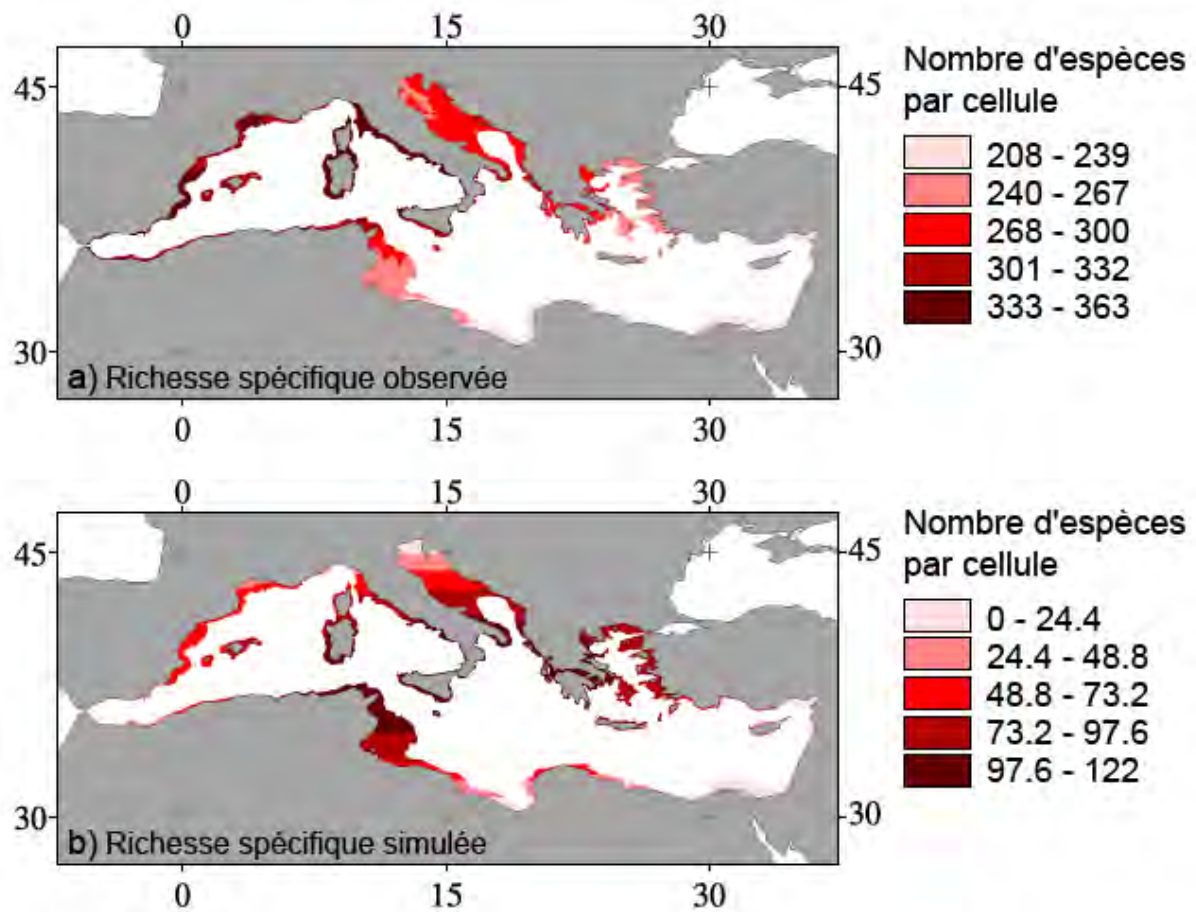 0 15 30
Nombre d'espèces
par cellule
45 45
208 - 239
240 - 267
268 - 300
301 - 332
333 - 363
30 30
a) Richesse spécifique observée
0 15 30
0 15 30
Nombre d'espèces
par cellule
45 45
0 - 24.4
24.4 - 48.8
48.8 - 73.2
73.2 - 97.6
97.6 - 122
30 30
b) Richesse spécifique simulée
0 15 30